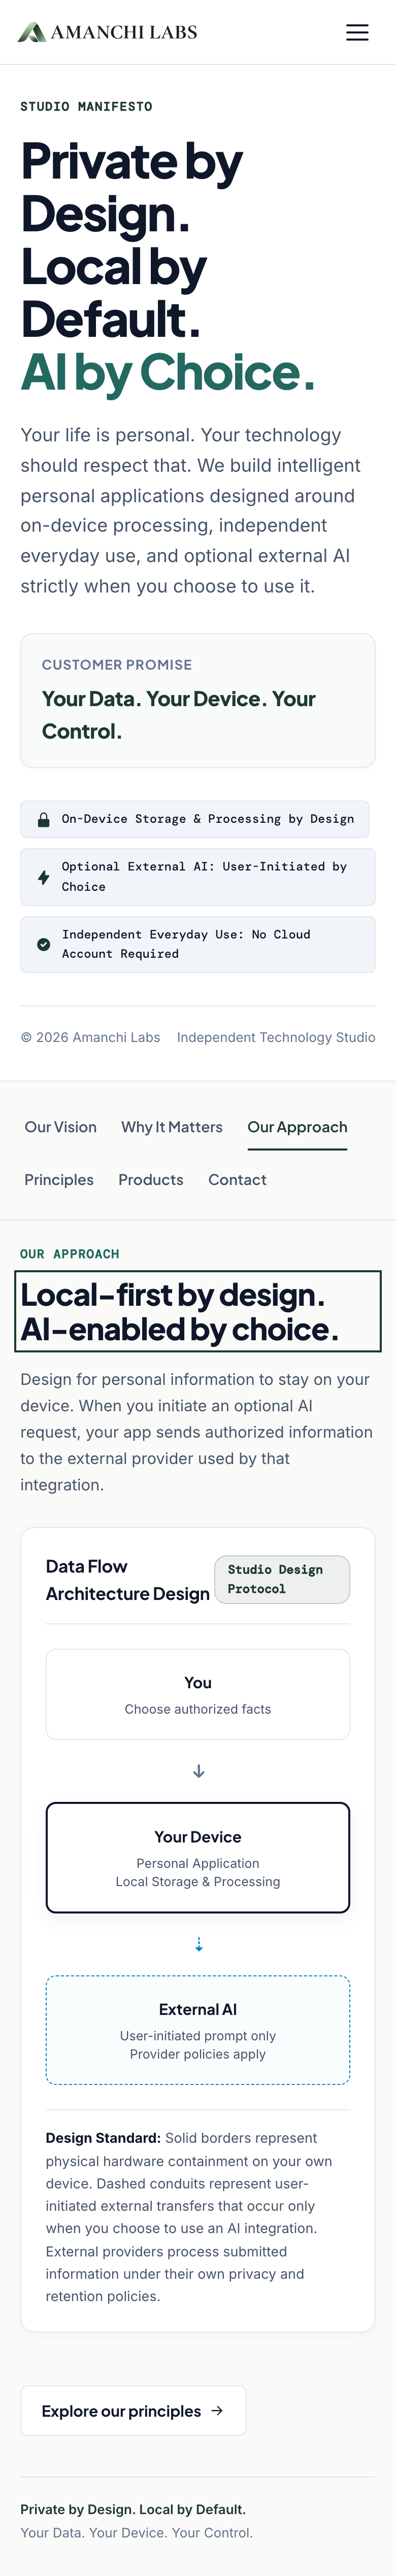 AMANCHI LABS
STUDIO MANIFESTO
Private by
Design.
Local by
Default.
AI by Choice.
Your life is personal. Your technology
should respect that. We build intelligent
personal applications designed around
on-device processing, independent
everyday use, and optional external AI
strictly when you choose to use it.
CUSTOMER PROMISE
Your Data. Your Device. Your
Control.
On-Device Storage & Processing by Design
Optional External AI: User-Initiated by
Choice
Independent Everyday Use: No Cloud
Account Required
© 2026 Amanchi Labs Independent Technology Studio
Our Vision Why It Matters Our Approach
Principles Products Contact
OUR APPROACH
Local-first by design.
AI-enabled by choice.
Design for personal information to stay on your
device. When you initiate an optional AI
request, your app sends authorized information
to the external provider used by that
integration.
Data Flow
Architecture Design
Studio Design
Protocol
You
Choose authorized facts
Your Device
Personal Application
Local Storage & Processing
External AI
User-initiated prompt only
Provider policies apply
Design Standard: Solid borders represent
physical hardware containment on your own
device. Dashed conduits represent user-
initiated external transfers that occur only
when you choose to use an AI integration.
External providers process submitted
information under their own privacy and
retention policies.
Explore our principles
Private by Design. Local by Default.
Your Data. Your Device. Your Control.